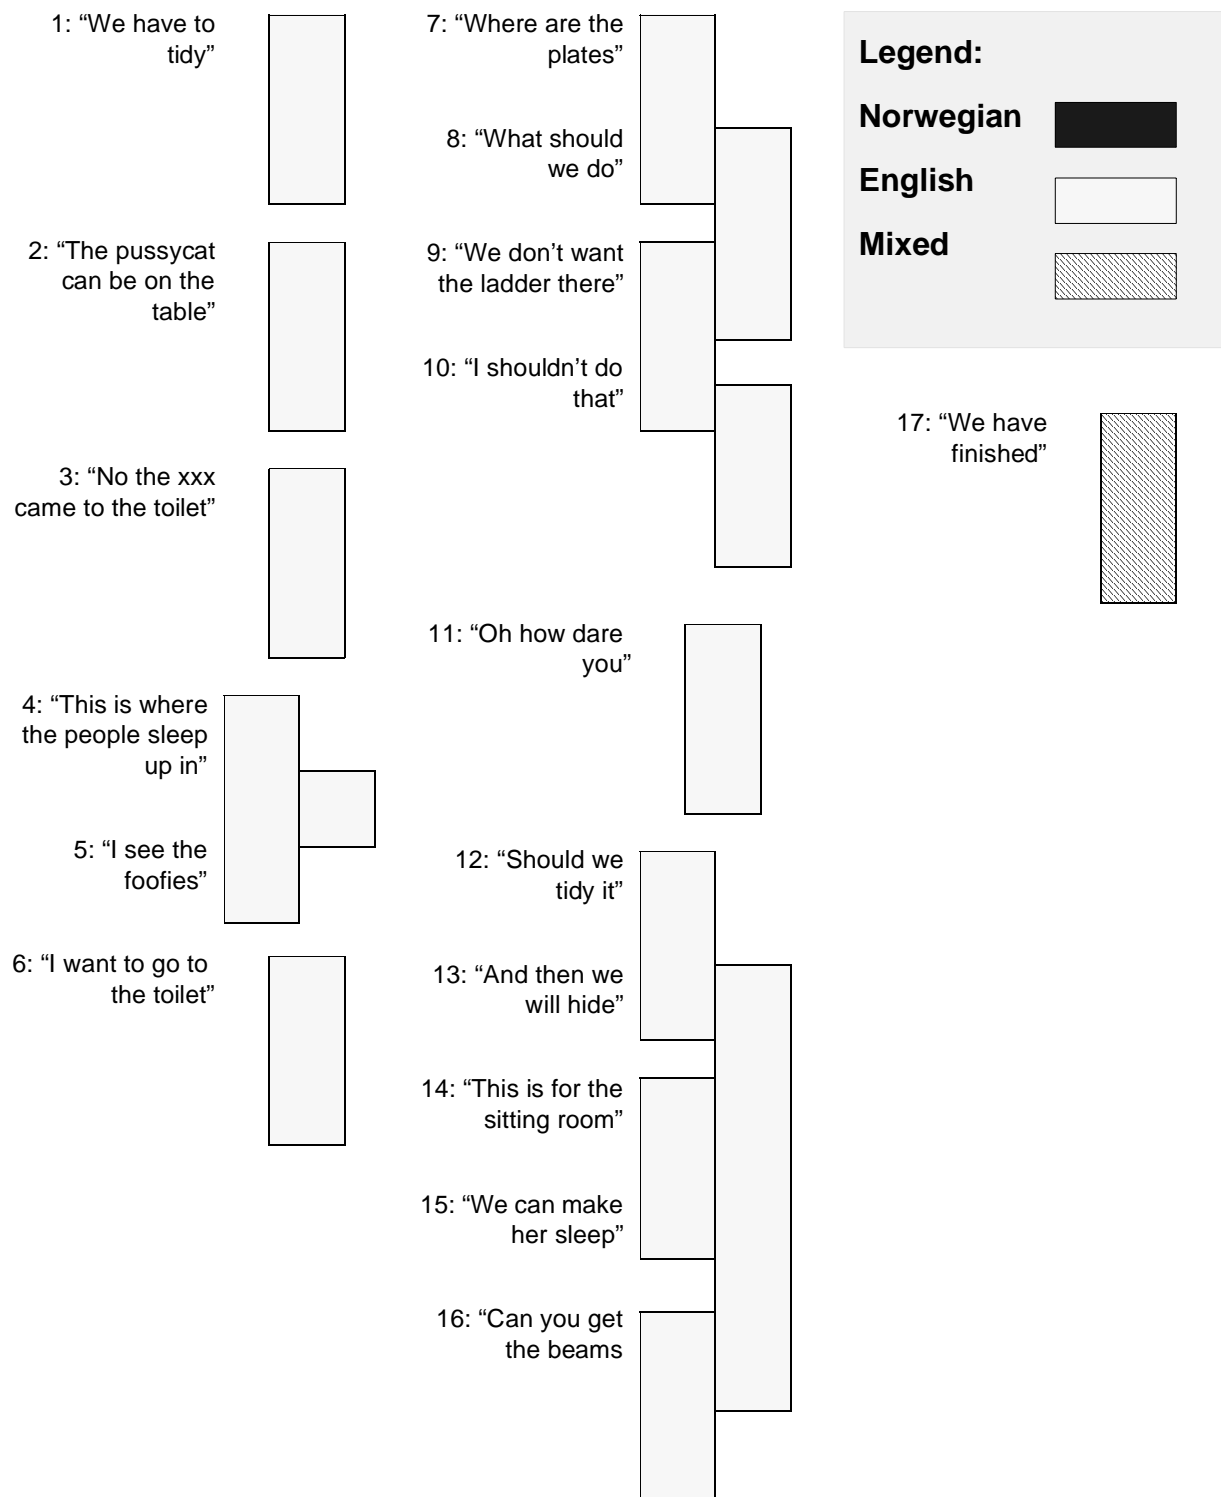 1: “We have to
tidy”
2: “The pussycat
can be on the
table”
3: “No the xxx
came to the toilet”
4: “This is where
the people sleep
up in”
5: “I see the
foofies”
6: “I want to go to
the toilet”
7: “Where are the
plates”
8: “What should
we do”
9: “We don’t want
the ladder there”
10: “I shouldn’t do
that”
11: “Oh how dare
you”
12: “Should we
tidy it”
13: “And then we
will hide”
14: “This is for the
sitting room”
15: “We can make
her sleep”
16: “Can you get
the beams
Legend:
Norwegian
English
Mixed
17: “We have
finished”